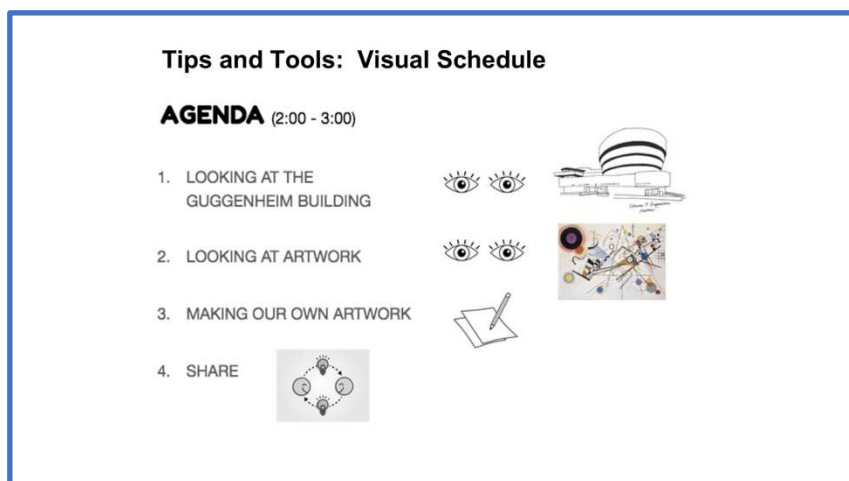 Tips and Tools: Visual Schedule
AGENDA (2:00 - 3:00)
1. LOOKING AT THE
GUGGENHEIM BUILDING
2. LOOKING AT ARTWORK
3. MAKING OUR OWN ARTWORK
4. SHARE